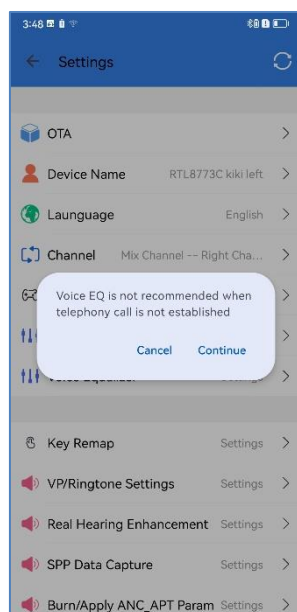 3:48
Settings
OTA
Device Name RTL8773C kiki left
Launguage English
Channel Mix Channel -- Right Cha...
Voice EQ is not recommended when
telephony call is not established
Cancel Continue
Key Remap Settings
VP/Ringtone Settings Settings
Real Hearing Enhancement Settings
SPP Data Capture Settings
Burn/Apply ANC_APT Param Settings